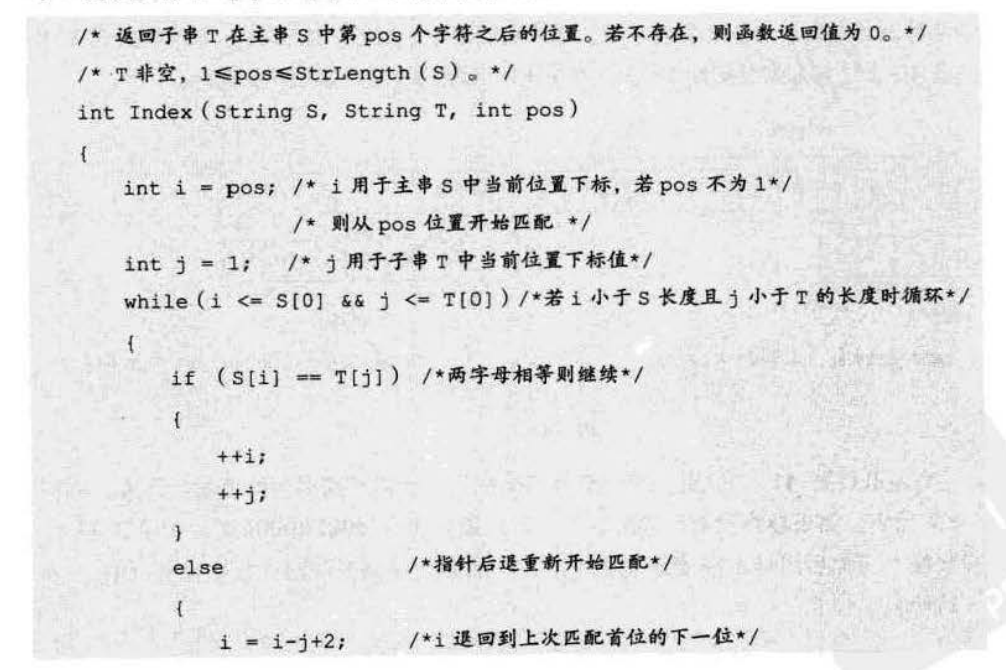 /* 返回子串 T 在主串 S 中第 pos 个字符之后的位置。若不存在，则函数返回值为 0。*/
/* T 非空，1≤pos≤StrLength(S)。*/
int Index(String S, String T, int pos)
{
    int i = pos; /* i 用于主串 S 中当前位置下标，若 pos 不为 1*/
                 /* 则从 pos 位置开始匹配 */
    int j = 1;   /* j 用于子串 T 中当前位置下标值*/
    while(i <= S[0] && j <= T[0]) /*若 i 小于 S 长度且 j 小于 T 的长度时循环*/
    {
        if (S[i] == T[j]) /*两字母相等则继续*/
        {
            ++i;
            ++j;
        }
        else             /*指针后退重新开始匹配*/
        {
            i = i-j+2;   /*i 退回到上次匹配首位的下一位*/